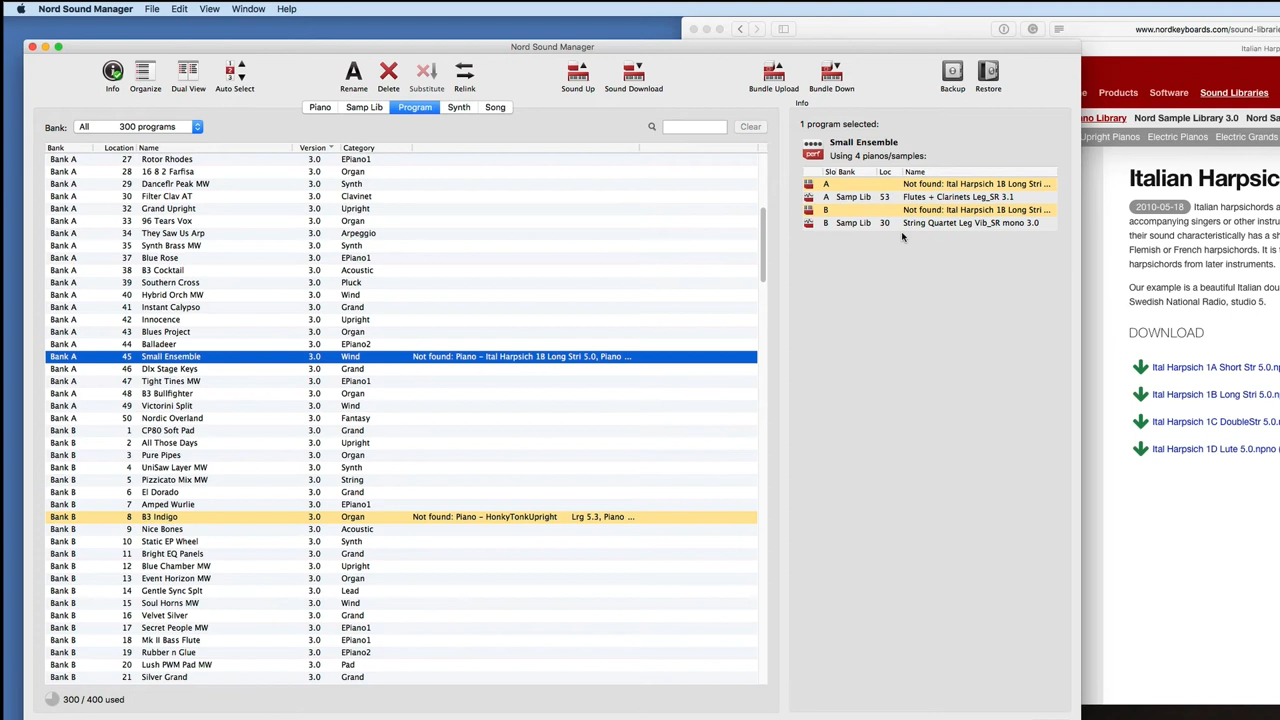 Nord Sound Manager File Edit View Window Help
www.nordkeyboards.com/sound-librarie
Nord Sound Manager
Italian Harp
Info Organize Dual View Auto Select Rename Delete Substitute Relink Sound Up Sound Download Bundle Upload Bundle Down Backup Restore
Products Software Sound Libraries
Piano Samp Lib Program Synth Song
Info
Nord Sample Library 3.0 Nord Sa
Bank: All 300 programs Clear
1 program selected:
Upright Pianos Electric Pianos Electric Grands
Small Ensemble
Using 4 pianos/samples:
Slo Bank Loc Name
A Not found: Ital Harpsich 1B Long Stri ...
A Samp Lib 53 Flutes + Clarinets Leg_SR 3.1
B Not found: Ital Harpsich 1B Long Stri ...
B Samp Lib 30 String Quartet Leg Vib_SR mono 3.0
Bank Location Name Version Category
Bank A 27 Rotor Rhodes 3.0 EPiano1
Bank A 28 16 8 2 Farfisa 3.0 Organ
Bank A 29 Danceflr Peak MW 3.0 Synth
Bank A 30 Filter Clav AT 3.0 Clavinet
Bank A 32 Grand Upright 3.0 Upright
Bank A 33 96 Tears Vox 3.0 Organ
Bank A 34 They Saw us Arp 3.0 Arpeggio
Bank A 35 Synth Brass MW 3.0 Synth
Bank A 37 Blue Rose 3.0 EPiano1
Bank A 38 B3 Cocktail 3.0 Acoustic
Bank A 39 Southern Cross 3.0 Pluck
Bank A 40 Hybrid Orch MW 3.0 Wind
Bank A 41 Instant Calypso 3.0 Grand
Bank A 42 Innocence 3.0 Upright
Bank A 43 Blues Project 3.0 Organ
Bank A 44 Balladeer 3.0 EPiano2
Bank A 45 Small Ensemble 3.0 Wind Not found: Piano - Ital Harpsich 1B Long Stri 5.0, Piano ...
Bank A 46 Dlx Stage Keys 3.0 Grand
Bank A 47 Tight Tines MW 3.0 EPiano1
Bank A 48 B3 Bullfighter 3.0 Organ
Bank A 49 Victorini Split 3.0 Wind
Bank A 50 Nordic Overland 3.0 Fantasy
Bank B 1 CP80 Soft Pad 3.0 Grand
Bank B 2 All Those Days 3.0 Upright
Bank B 3 Pure Pipes 3.0 Organ
Bank B 4 UniSaw Layer MW 3.0 Synth
Bank B 5 Pizzicato Mix MW 3.0 String
Bank B 6 El Dorado 3.0 Grand
Bank B 7 Amped Wurlie 3.0 EPiano1
Bank B 8 B3 Indigo 3.0 Organ Not found: Piano - HonkyTonkUpright Lrg 5.3, Piano ...
Bank B 9 Nice Bones 3.0 Acoustic
Bank B 10 Static EP Wheel 3.0 Synth
Bank B 11 Bright EQ Panels 3.0 Grand
Bank B 12 Blue Chamber MW 3.0 Upright
Bank B 13 Event Horizon MW 3.0 Organ
Bank B 14 Gentle Sync Splt 3.0 Lead
Bank B 15 Soul Horns MW 3.0 Wind
Bank B 16 Velvet Silver 3.0 Grand
Bank B 17 Secret People MW 3.0 EPiano1
Bank B 18 Mk II Bass Flute 3.0 Organ
Bank B 19 Rubber n Glue 3.0 EPiano2
Bank B 20 Lush PWM Pad MW 3.0 Pad
Bank B 21 Silver Grand 3.0 Grand
300 / 400 used
Italian Harpsic
2010-05-18 Italian harpsichords a
accompanying singers or other instru
their sound characteristically has a sh
Flemish or French harpsichords. It is
harpsichords from later instruments.
Our example is a beautiful Italian dou
Swedish National Radio, studio 5.
DOWNLOAD
Ital Harpsich 1A Short Str 5.0.np
Ital Harpsich 1B Long Stri 5.0.np
Ital Harpsich 1C DoubleStr 5.0.
Ital Harpsich 1D Lute 5.0.npno (